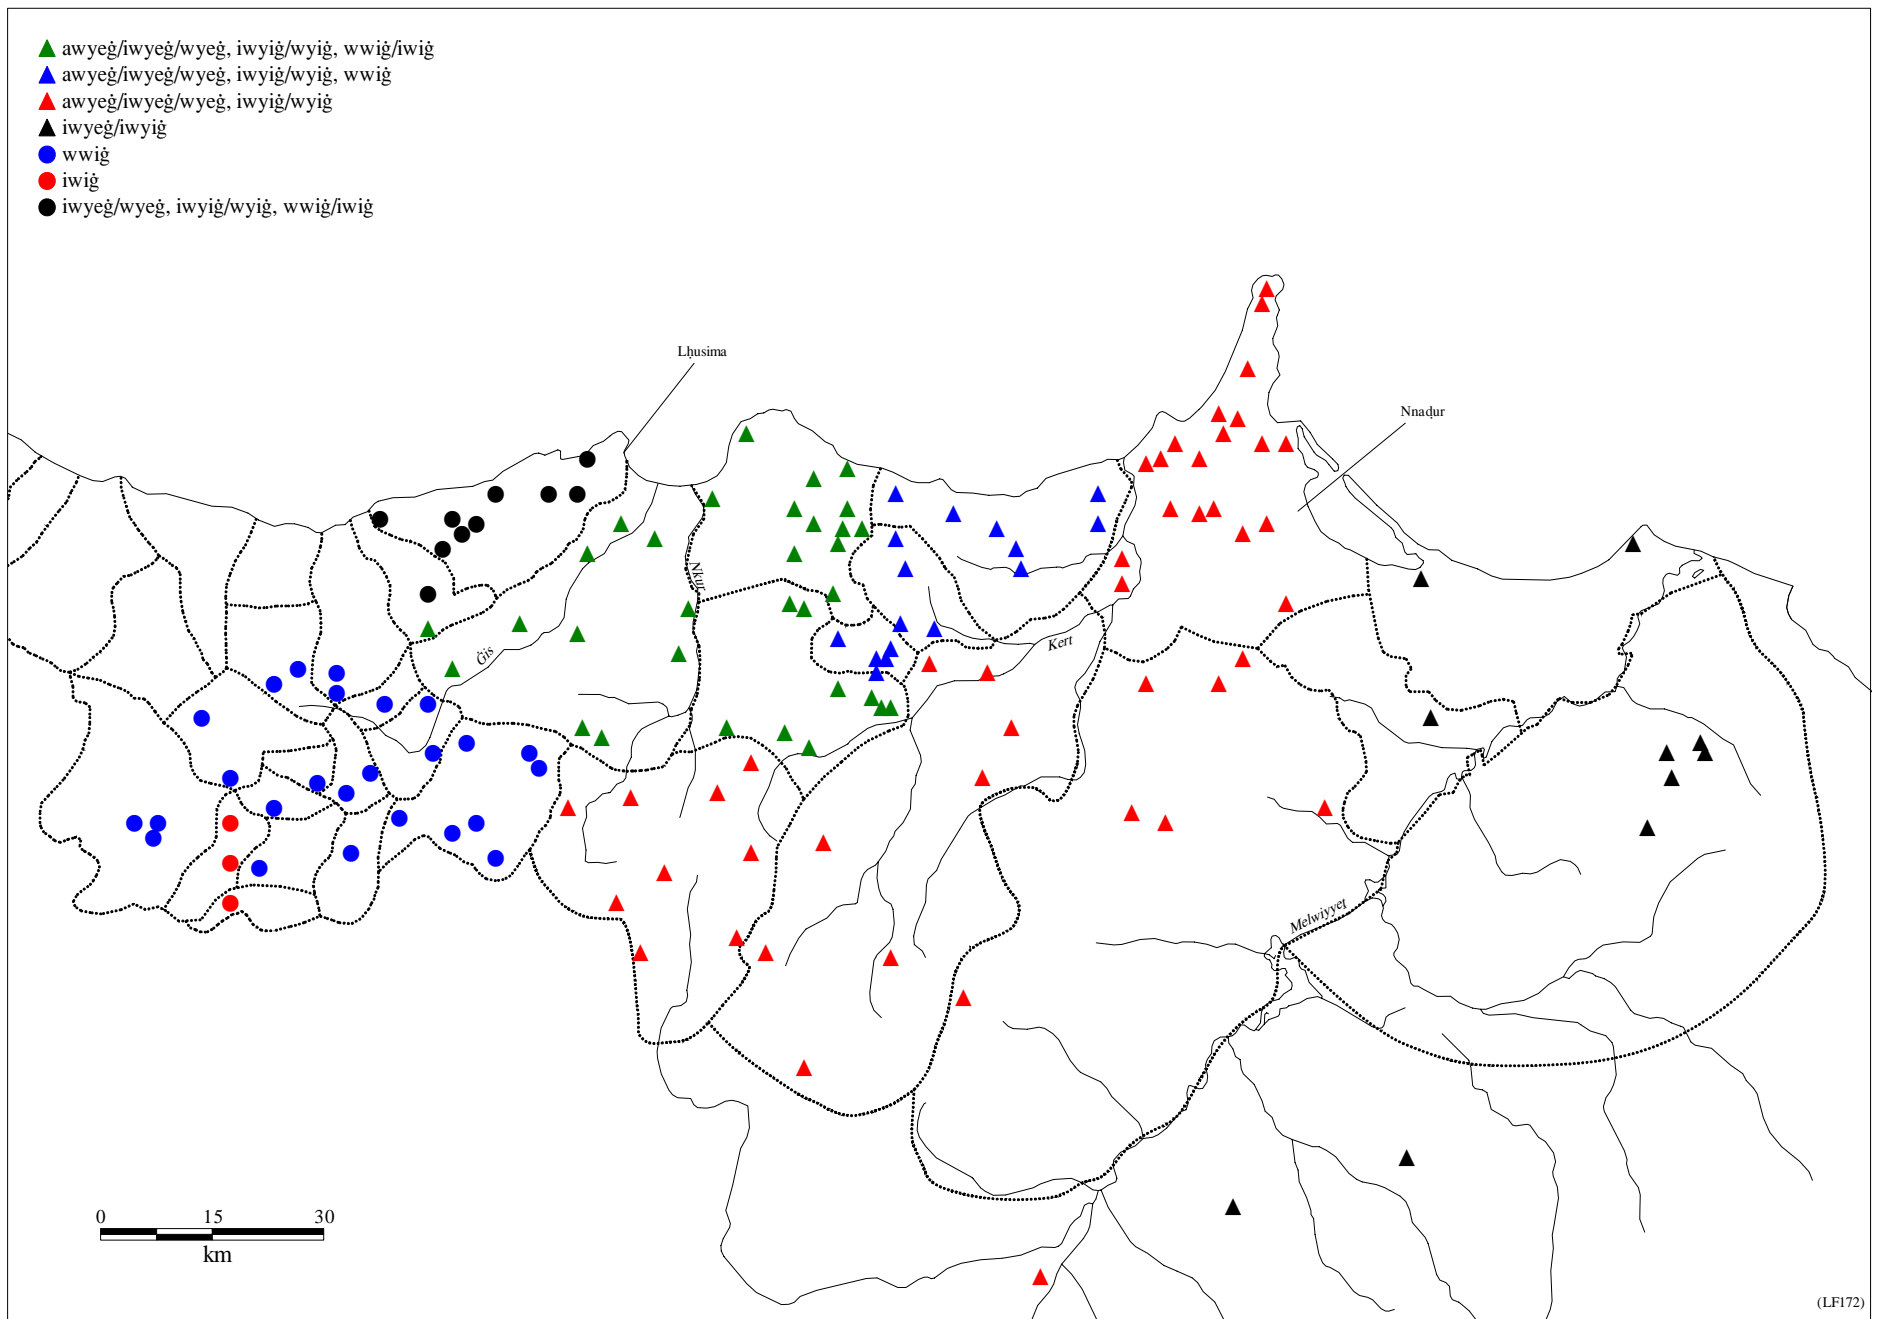 awyeġ/iwyeġ/wyeġ, iwyiġ/wyiġ, wwiġ/iwiġ
awyeġ/iwyeġ/wyeġ, iwyiġ/wyiġ, wwiġ
awyeġ/iwyeġ/wyeġ, iwyiġ/wyiġ
iwyeġ/iwyiġ
wwiġ
iwiġ
iwyeġ/wyeġ, iwyiġ/wyiġ, wwiġ/iwiġ
Lḥusima
Nnaḍur
Nkur
Ġis
Kert
Melwiyyeṯ
0 15 30
km
(LF172)